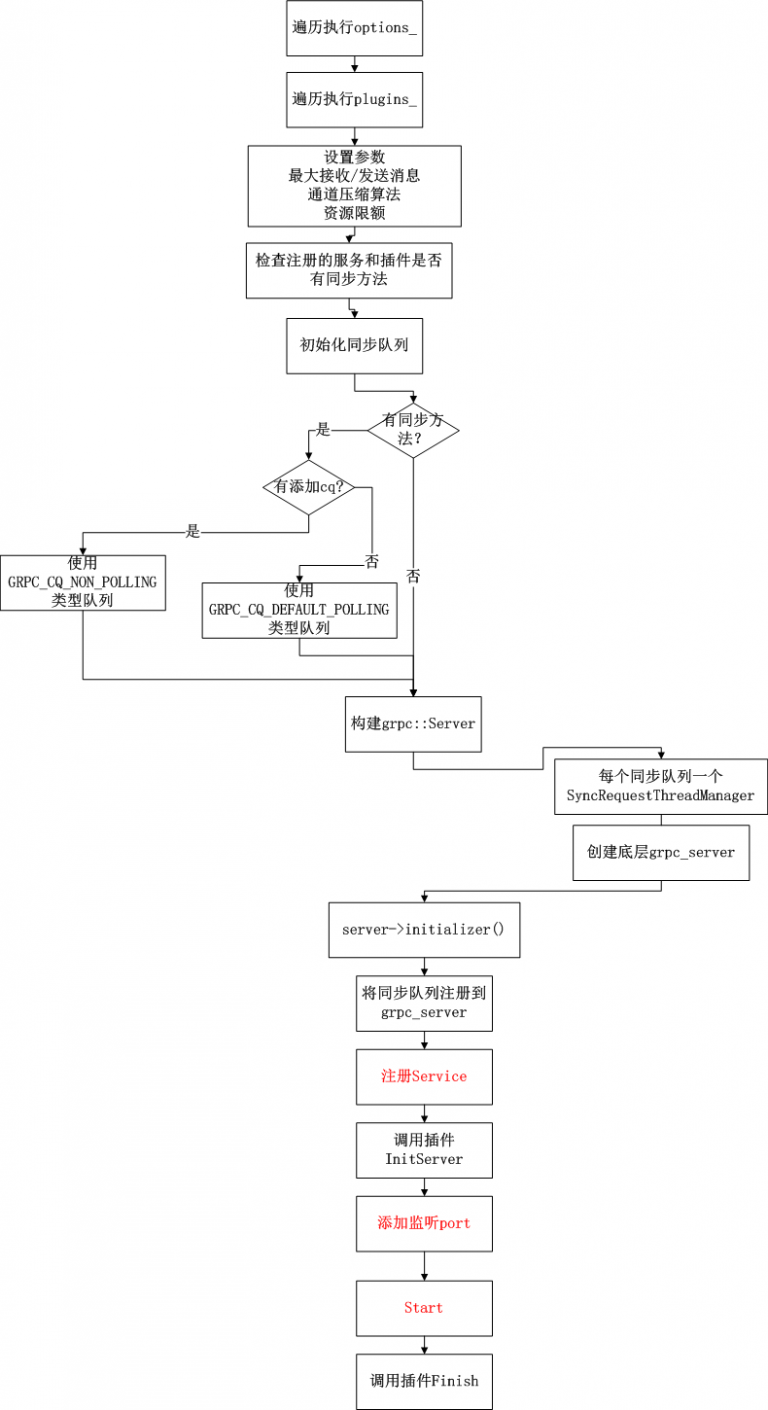 遍历执行options_
遍历执行plugins_
设置参数
最大接收/发送消息
通道压缩算法
资源限额
检查注册的服务和插件是否
有同步方法
初始化同步队列
有同步方
法?
是
有添加cq?
是
否
否
使用
GRPC_CQ_NON_POLLING
类型队列
使用
GRPC_CQ_DEFAULT_POLLING
类型队列
构建grpc::Server
每个同步队列一个
SyncRequestThreadManager
创建底层grpc_server
server->initializer()
将同步队列注册到
grpc_server
注册Service
调用插件
InitServer
添加监听port
Start
调用插件Finish